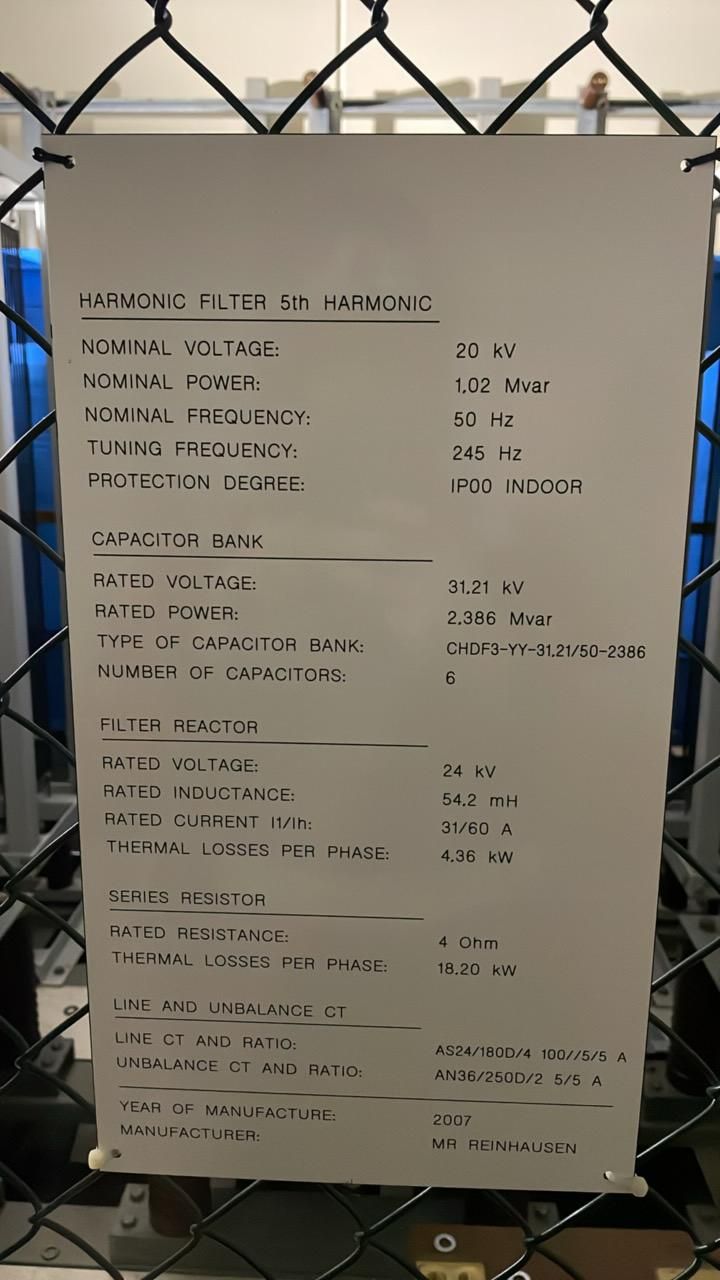 HARMONIC FILTER 5th HARMONIC
NOMINAL VOLTAGE: 20 kV
NOMINAL POWER: 1,02 Mvar
NOMINAL FREQUENCY: 50 Hz
TUNING FREQUENCY: 245 Hz
PROTECTION DEGREE: IP00 INDOOR
CAPACITOR BANK
RATED VOLTAGE: 31,21 kV
RATED POWER: 2.386 Mvar
TYPE OF CAPACITOR BANK: CHDF3-YY-31,21/50-2386
NUMBER OF CAPACITORS: 6
FILTER REACTOR
RATED VOLTAGE: 24 kV
RATED INDUCTANCE: 54.2 mH
RATED CURRENT I1/Ih: 31/60 A
THERMAL LOSSES PER PHASE: 4,36 kW
SERIES RESISTOR
RATED RESISTANCE: 4 Ohm
THERMAL LOSSES PER PHASE: 18.20 kW
LINE AND UNBALANCE CT
LINE CT AND RATIO: AS24/180D/4 100//5/5 A
UNBALANCE CT AND RATIO: AN36/250D/2 5/5 A
YEAR OF MANUFACTURE: 2007
MANUFACTURER: MR REINHAUSEN